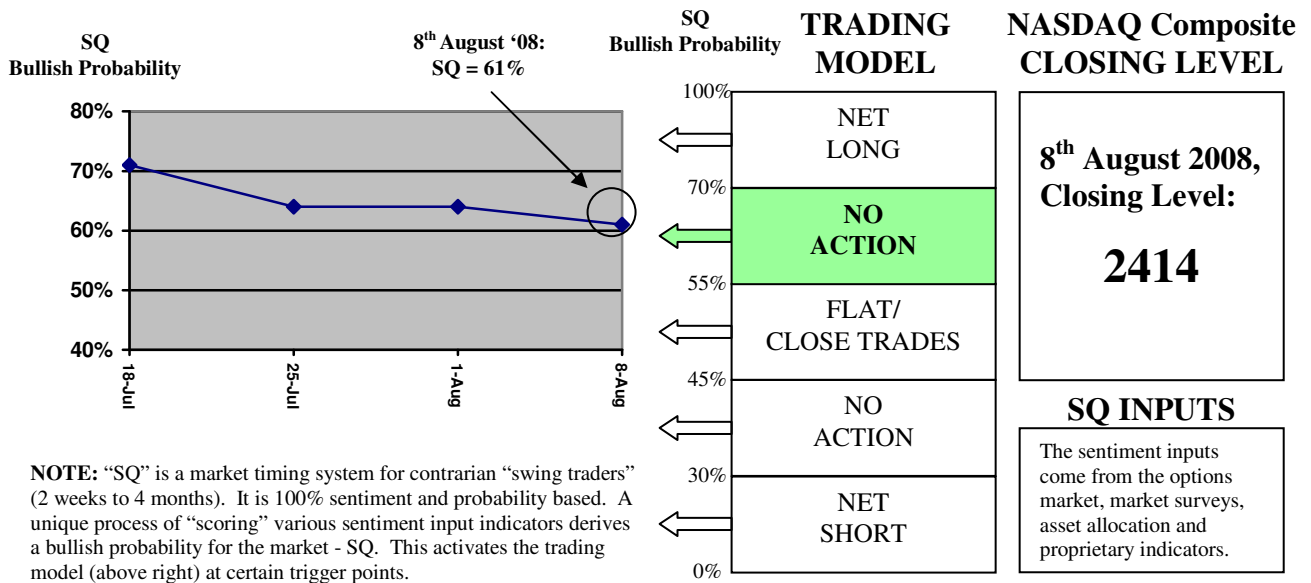 SQ
Bullish Probability
8th August ‘08:
SQ = 61%
80%
70%
60%
50%
40%
18-Jul
25-Jul
1-Aug
8-Aug
NOTE: “SQ” is a market timing system for contrarian “swing traders”
(2 weeks to 4 months). It is 100% sentiment and probability based. A
unique process of “scoring” various sentiment input indicators derives
a bullish probability for the market - SQ. This activates the trading
model (above right) at certain trigger points.
SQ
Bullish Probability
TRADING
MODEL
100%
NET
LONG
70%
NO
ACTION
55%
FLAT/
CLOSE TRADES
45%
NO
ACTION
30%
NET
SHORT
0%
NASDAQ Composite
CLOSING LEVEL
8th August 2008,
Closing Level:
2414
SQ INPUTS
The sentiment inputs
come from the options
market, market surveys,
asset allocation and
proprietary indicators.